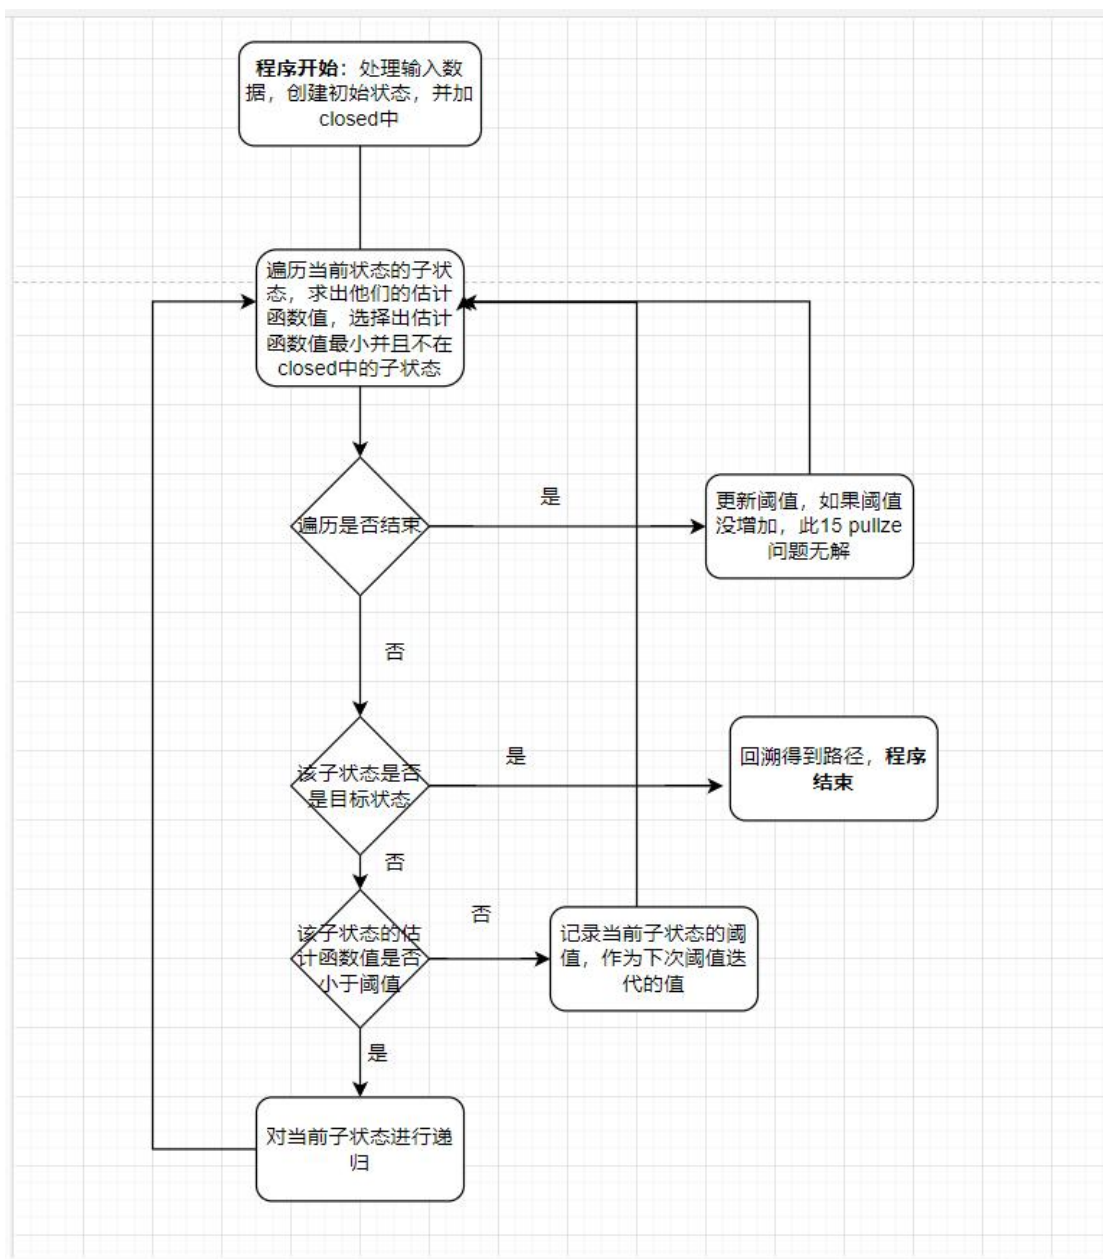 程序开始：处理输入数
据，创建初始状态，并加
closed中
遍历当前状态的子状
态，求出他们的估计
函数值，选择出估计
函数值最小并且不在
closed中的子状态
遍历是否结束
是
更新阈值，如果阈值
没增加，此15 pullze
问题无解
否
该子状态是否
是目标状态
是
回溯得到路径，程序
结束
否
该子状态的估
计函数值是否
小于阈值
否
记录当前子状态的阈
值，作为下次阈值迭
代的值
是
对当前子状态进行递
归